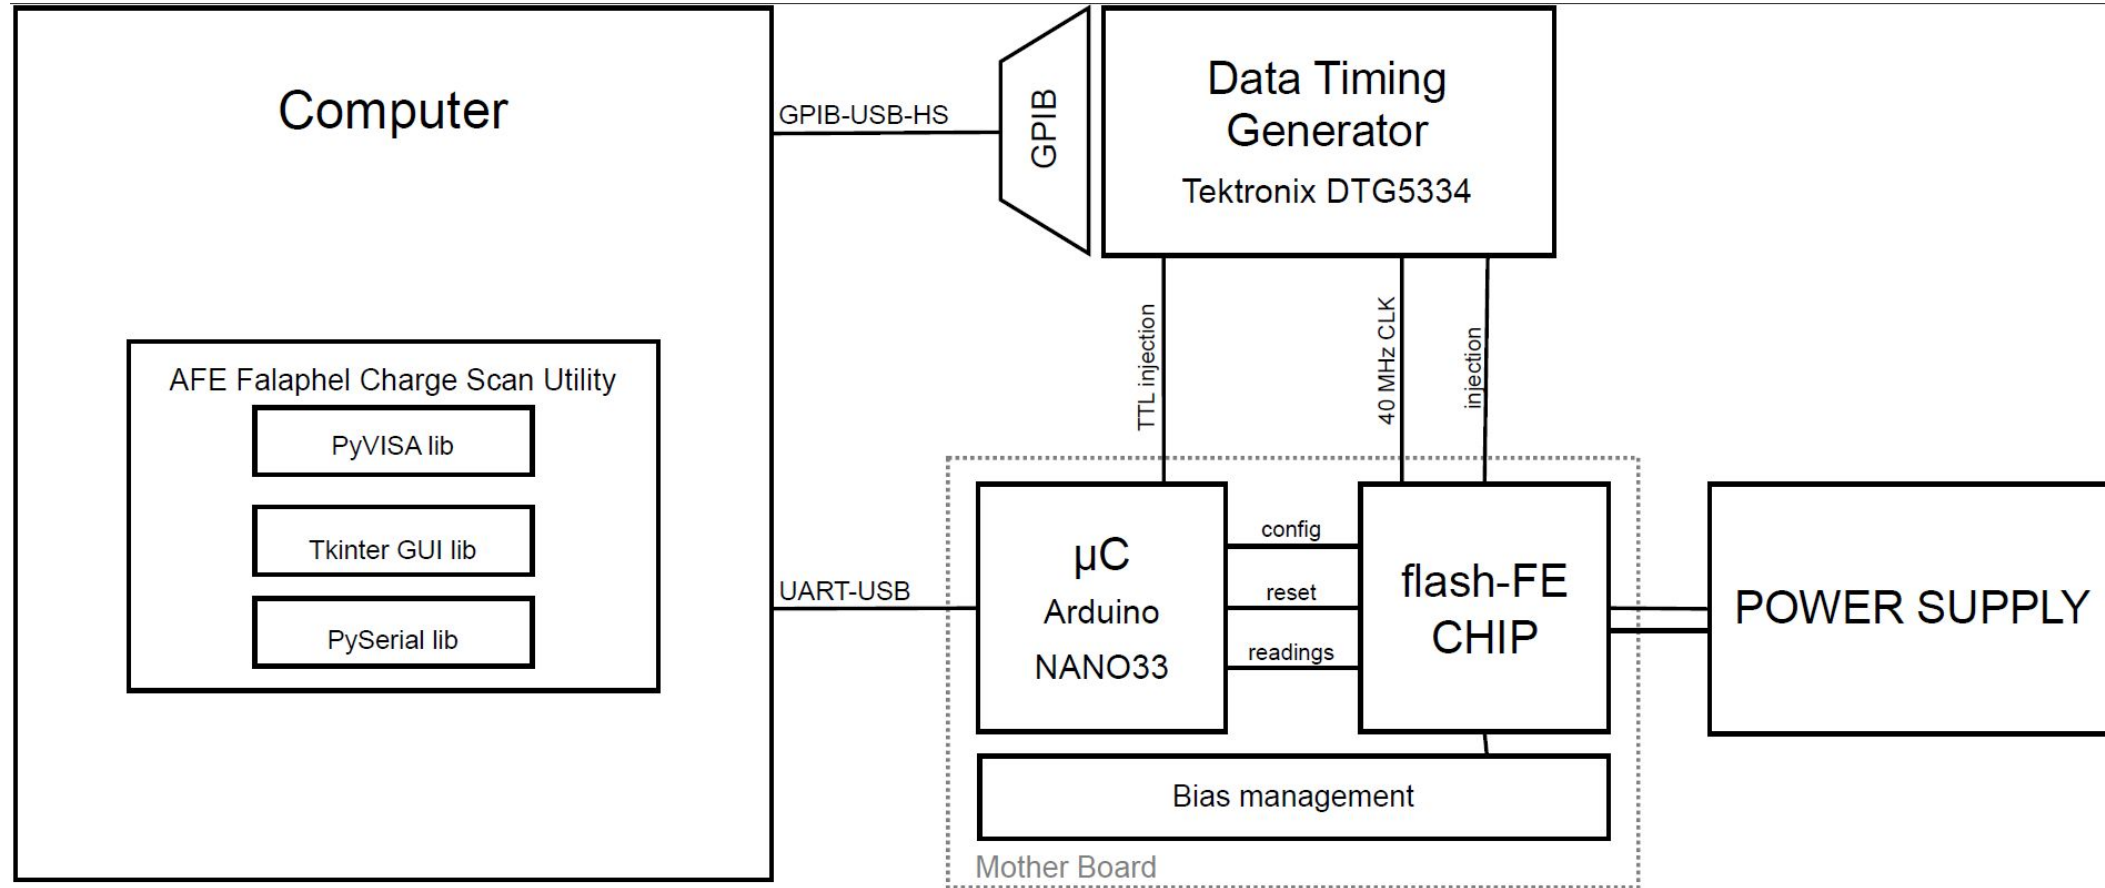 Computer
AFE Falaphel Charge Scan Utility
PyVISA lib
Tkinter GUI lib
PySerial lib
GPIB-USB-HS
GPIB
Data Timing
Generator
Tektronix DTG5334
TTL injection
40 MHz CLK
injection
UART-USB
µC
Arduino
NANO33
config
reset
readings
flash-FE
CHIP
POWER SUPPLY
Bias management
Mother Board